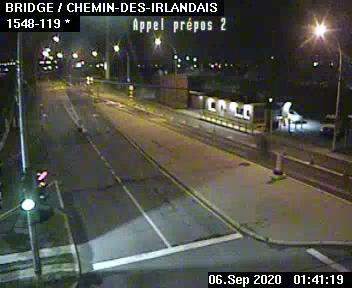 BRIDGE / CHEMIN-DES-IRLANDAIS
1548-119 *
Appel prépos 2
06.Sep 2020 01:41:19